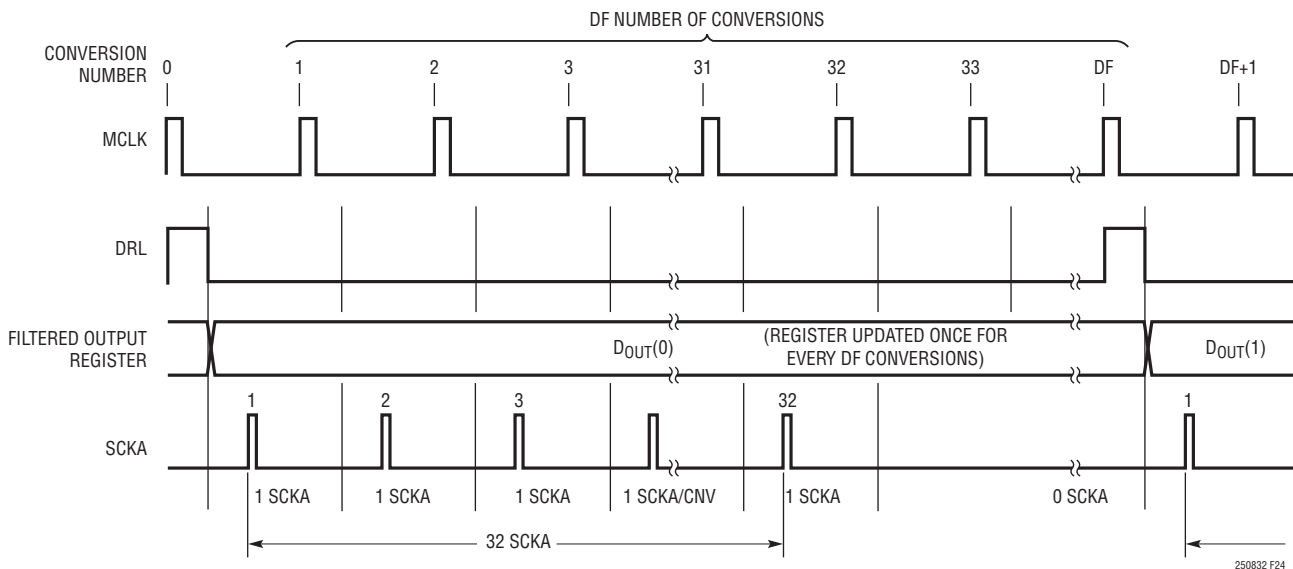 DF NUMBER OF CONVERSIONS
CONVERSION
NUMBER
0 1 2 3 31 32 33 DF DF+1
MCLK
DRL
FILTERED OUTPUT
REGISTER
DOUT(0)
(REGISTER UPDATED ONCE FOR
EVERY DF CONVERSIONS)
DOUT(1)
1 2 3 32 1
SCKA
1 SCKA 1 SCKA 1 SCKA 1 SCKA/CNV 1 SCKA 0 SCKA
32 SCKA
250832 F24